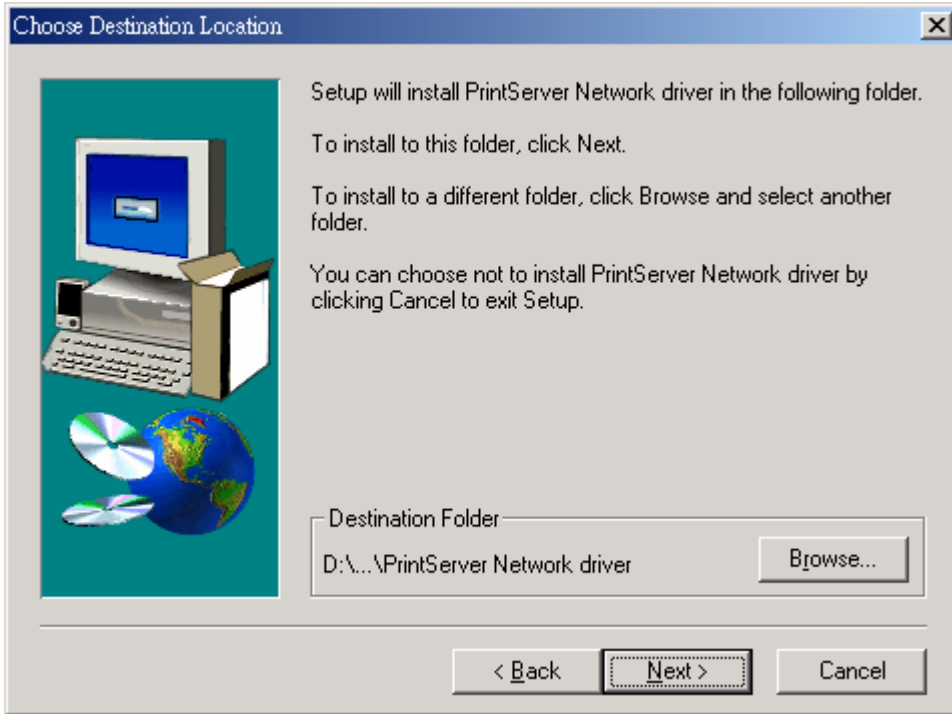 Choose Destination Location
Setup will install PrintServer Network driver in the following folder.
To install to this folder, click Next.
To install to a different folder, click Browse and select another
folder.
You can choose not to install PrintServer Network driver by
clicking Cancel to exit Setup.
Destination Folder
D:\...\PrintServer Network driver
Browse...
< Back
Next >
Cancel